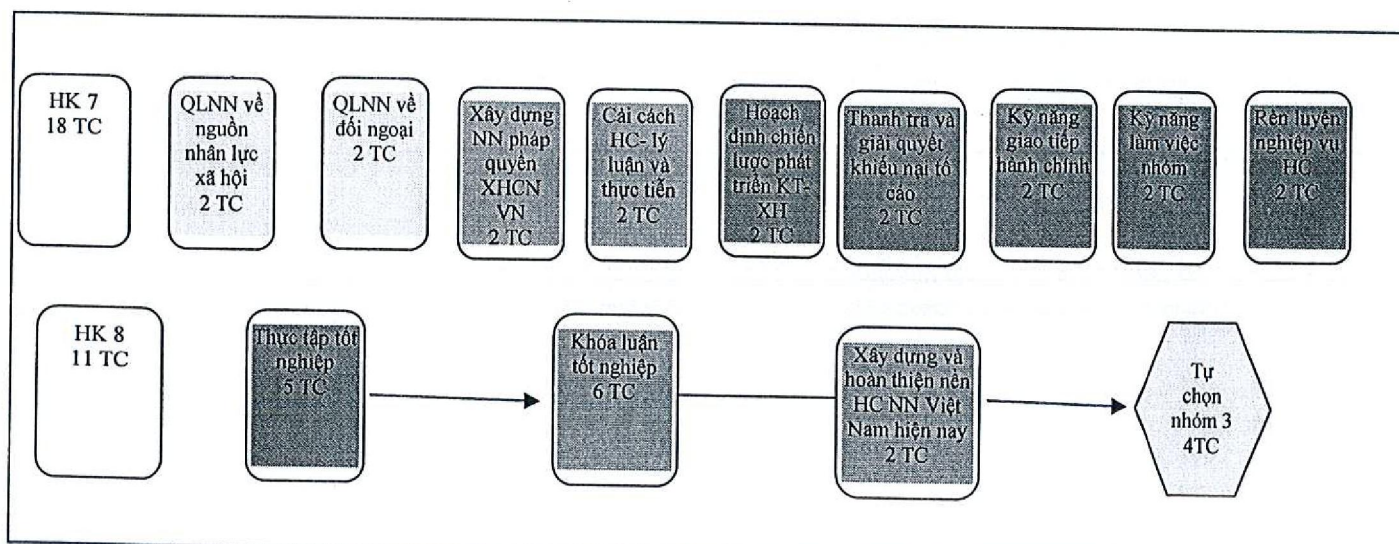 HK 7
18 TC
QLNN về
nguồn
nhân lực
xã hội
2 TC
QLNN về
đối ngoại
2 TC
Xây dựng
NN pháp
quyền
XHCN
VN
2 TC
Cải cách
HC- lý
luận và
thực tiễn
2 TC
Hoạch
định chiến
lược phát
triển KT-
XH
2 TC
Thanh tra và
giải quyết
khiếu nại tố
cáo
2 TC
Kỹ năng
giao tiếp
hành chính
2 TC
Kỹ năng
làm việc
nhóm
2 TC
Rèn luyện
nghiệp vụ
HC
2 TC
HK 8
11 TC
Thực tập tốt
nghiệp
5 TC
Khóa luận
tốt nghiệp
6 TC
Xây dựng và
hoàn thiện nền
HC NN Việt
Nam hiện nay
2 TC
Tự
chọn
nhóm 3
4TC